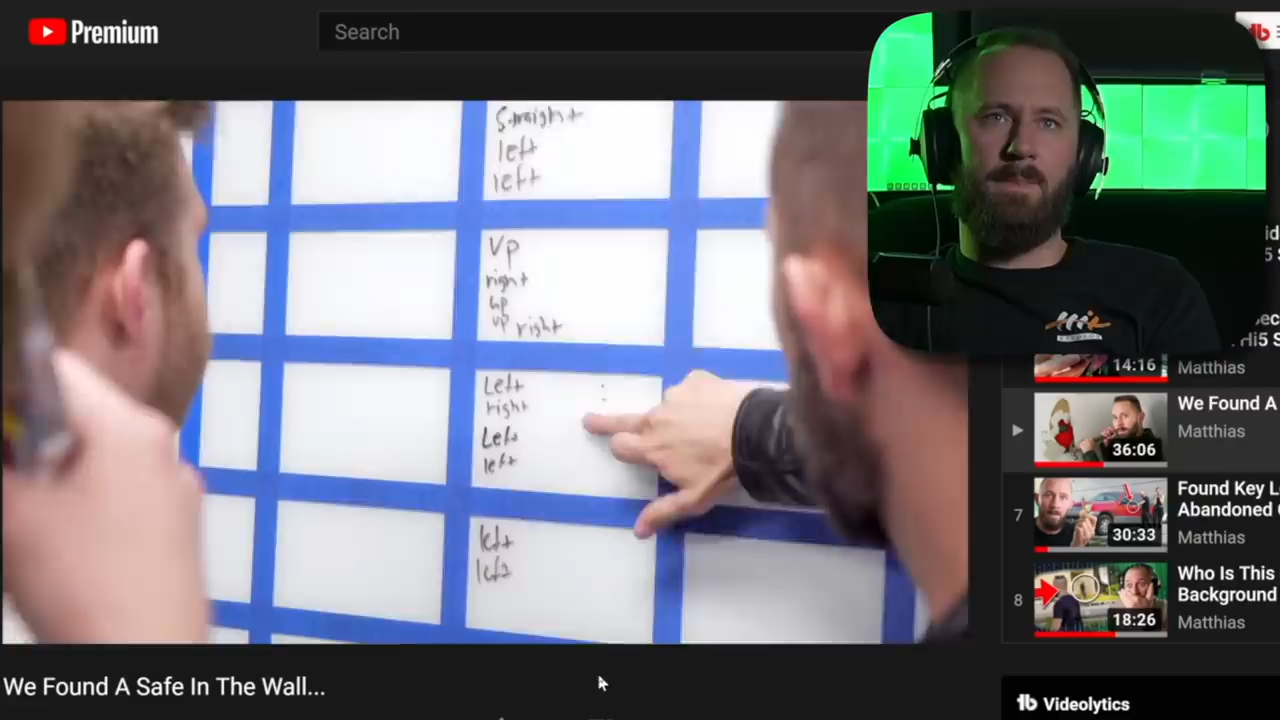 Premium
Search
Straight
left
left
Up
right
up
up right
Left
right
Left
left
left
left
14:16
Matthias
We Found A
Matthias
36:06
7
Found Key L
Abandoned
30:33
Matthias
8
Who Is This
Background
18:26
Matthias
We Found A Safe In The Wall...
tb Videolytics